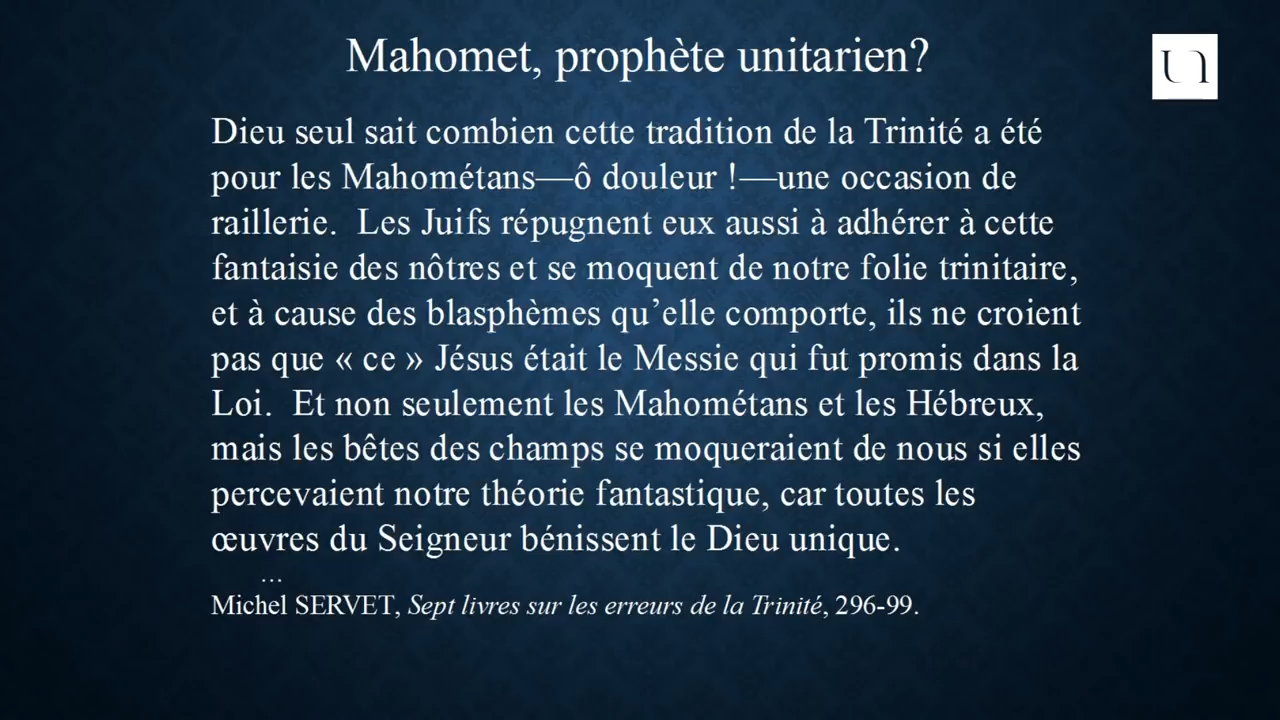 Mahomet, prophète unitarien?
Dieu seul sait combien cette tradition de la Trinité a été
pour les Mahométans—ô douleur !—une occasion de
raillerie.  Les Juifs répugnent eux aussi à adhérer à cette
fantaisie des nôtres et se moquent de notre folie trinitaire,
et à cause des blasphèmes qu’elle comporte, ils ne croient
pas que « ce » Jésus était le Messie qui fut promis dans la
Loi.  Et non seulement les Mahométans et les Hébreux,
mais les bêtes des champs se moqueraient de nous si elles
percevaient notre théorie fantastique, car toutes les
œuvres du Seigneur bénissent le Dieu unique.
…
Michel SERVET, Sept livres sur les erreurs de la Trinité, 296-99.